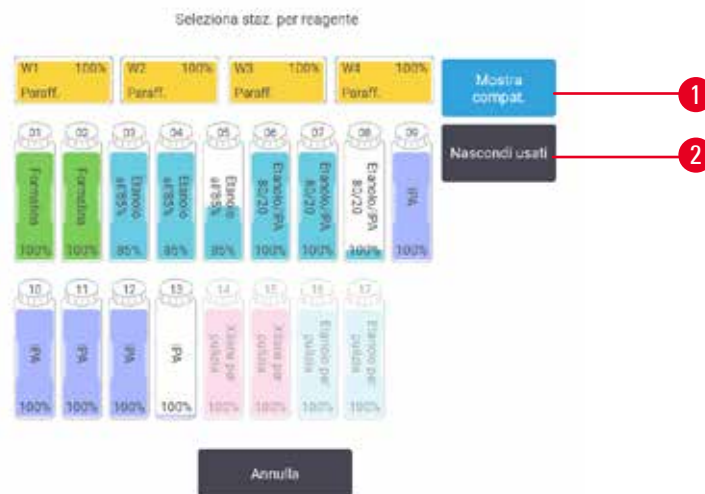 Seleziona staz. per reagente
W1 100%
Paraff.
W2 100%
Paraff.
W3 100%
Paraff.
W4 100%
Paraff.
Mostra
compat.
1
Nascondi usati
2
01
Formalina
100%
02
Formalina
100%
03
Etanolo
all'85%
85%
04
Etanolo
all'85%
85%
05
Etanolo
all'85%
85%
06
Etanolo/IPA
80/20
100%
07
Etanolo/IPA
80/20
100%
08
Etanolo/IPA
80/20
100%
09
IPA
100%
10
IPA
100%
11
IPA
100%
12
IPA
100%
13
IPA
100%
14
Xilene per
pulizia
100%
15
Xilene per
pulizia
100%
16
Etanolo per
pulizia
100%
17
Etanolo per
pulizia
100%
Annulla